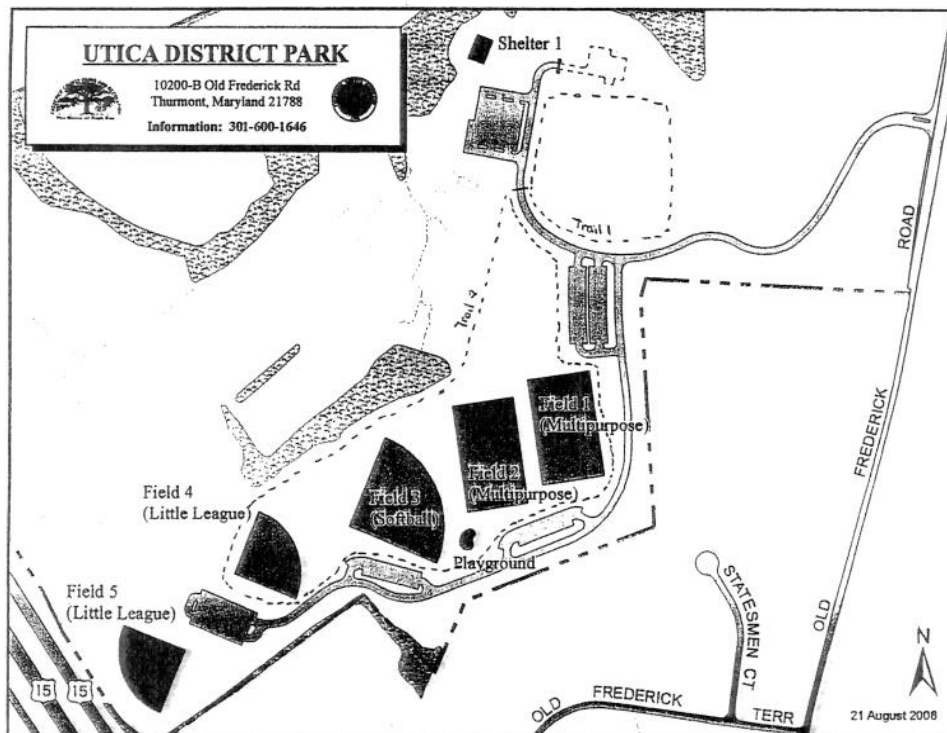 UTICA DISTRICT PARK
10200-B Old Frederick Rd
Thurmont, Maryland 21788
Information: 301-600-1646
Shelter 1
Trail 1
ROAD
Trail 2
Field 1
(Multipurpose)
Field 2
(Multipurpose)
Field 3
(Softball)
Field 4
(Little League)
Playground
Field 5
(Little League)
FREDERICK
OLD
STATESMEN CT
15
15
OLD
FREDERICK
TERR
N
21 August 2008